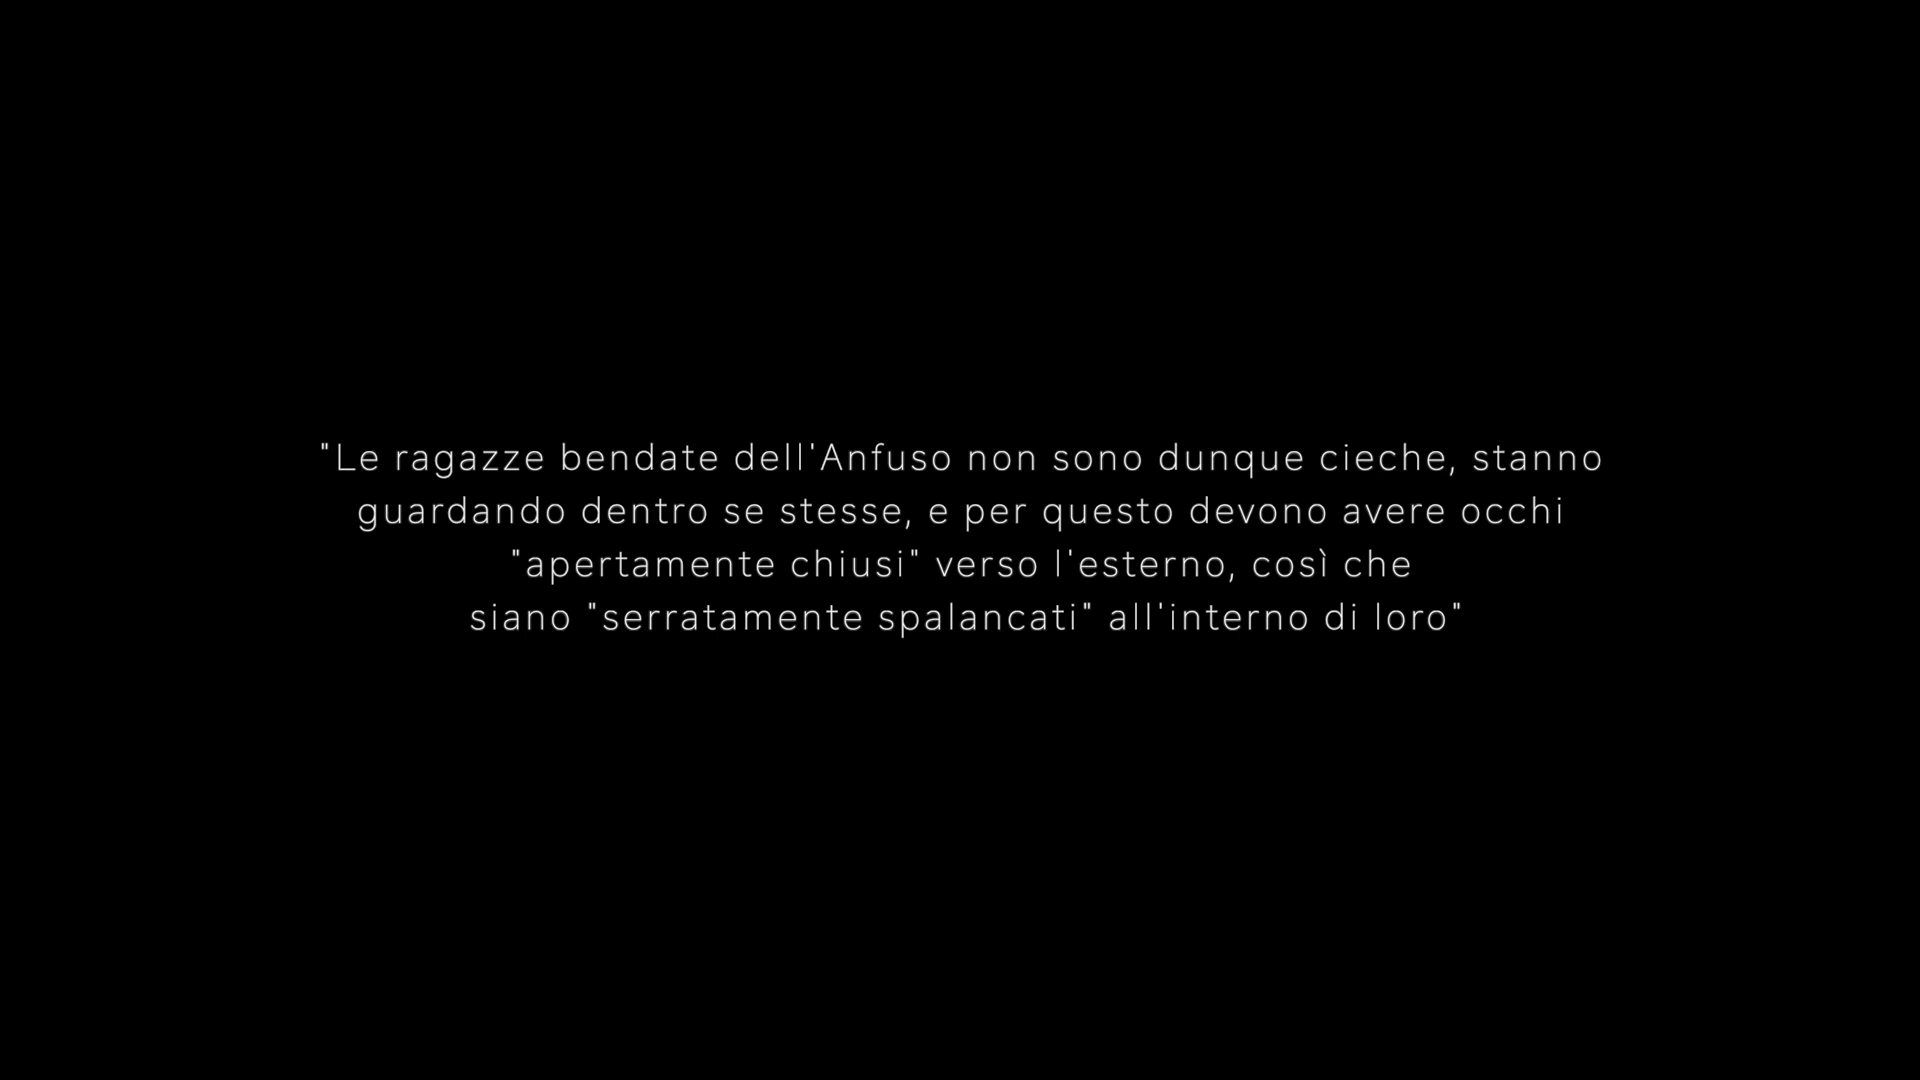 "Le ragazze bendate dell'Anfuso non sono dunque cieche, stanno
guardando dentro se stesse, e per questo devono avere occhi
"apertamente chiusi" verso l'esterno, così che
siano "serratamente spalancati" all'interno di loro"